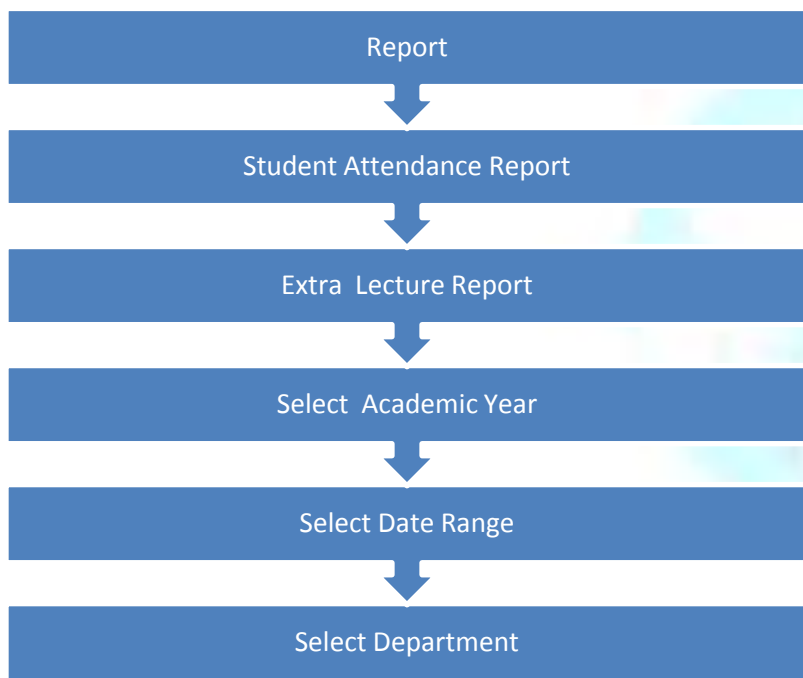 Report
Student Attendance Report
Extra  Lecture Report
Select  Academic Year
Select Date Range
Select Department